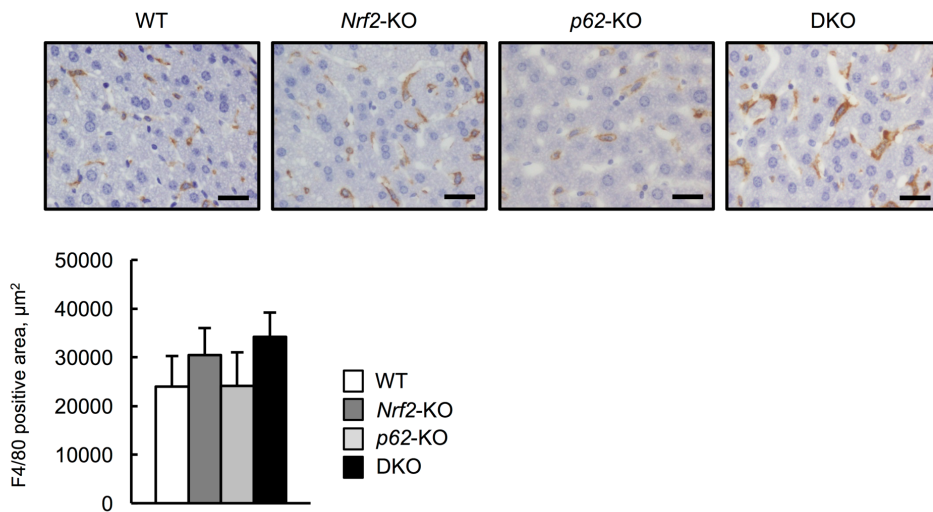 WT Nrf2-KO p62-KO DKO
F4/80 positive area, µm²
50000
40000
30000
20000
10000
0
WT
Nrf2-KO
p62-KO
DKO